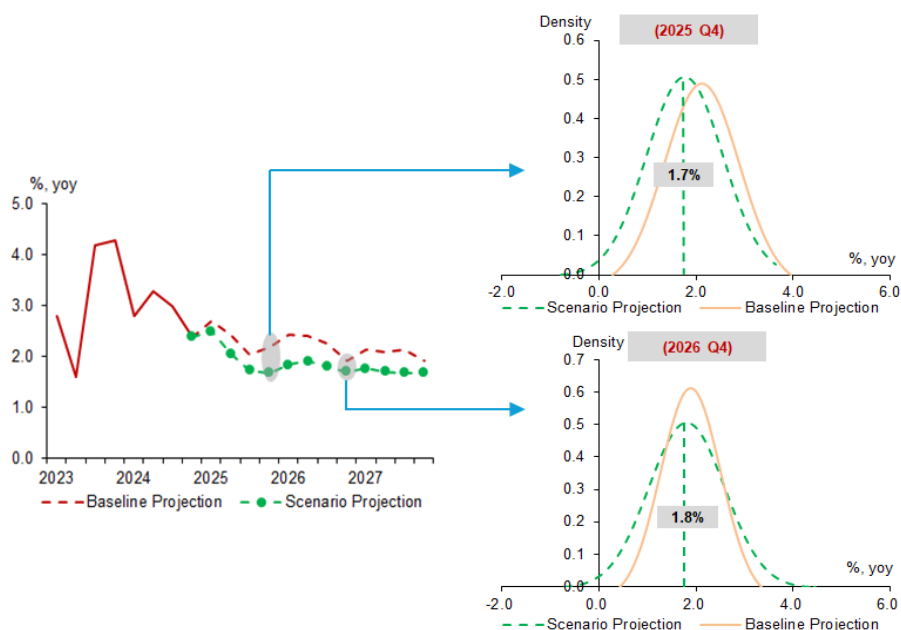 %, yoy
5.0
4.0
3.0
2.0
1.0
0.0
2023 2024 2025 2026 2027
Baseline Projection Scenario Projection
Density
(2025 Q4)
0.6
0.5
0.4
0.3
0.2
0.1
0.0
1.7%
%, yoy
-2.0 0.0 2.0 4.0 6.0
Scenario Projection Baseline Projection
Density
(2026 Q4)
0.7
0.6
0.5
0.4
0.3
0.2
0.1
0.0
1.8%
%, yoy
-2.0 0.0 2.0 4.0 6.0
Scenario Projection Baseline Projection